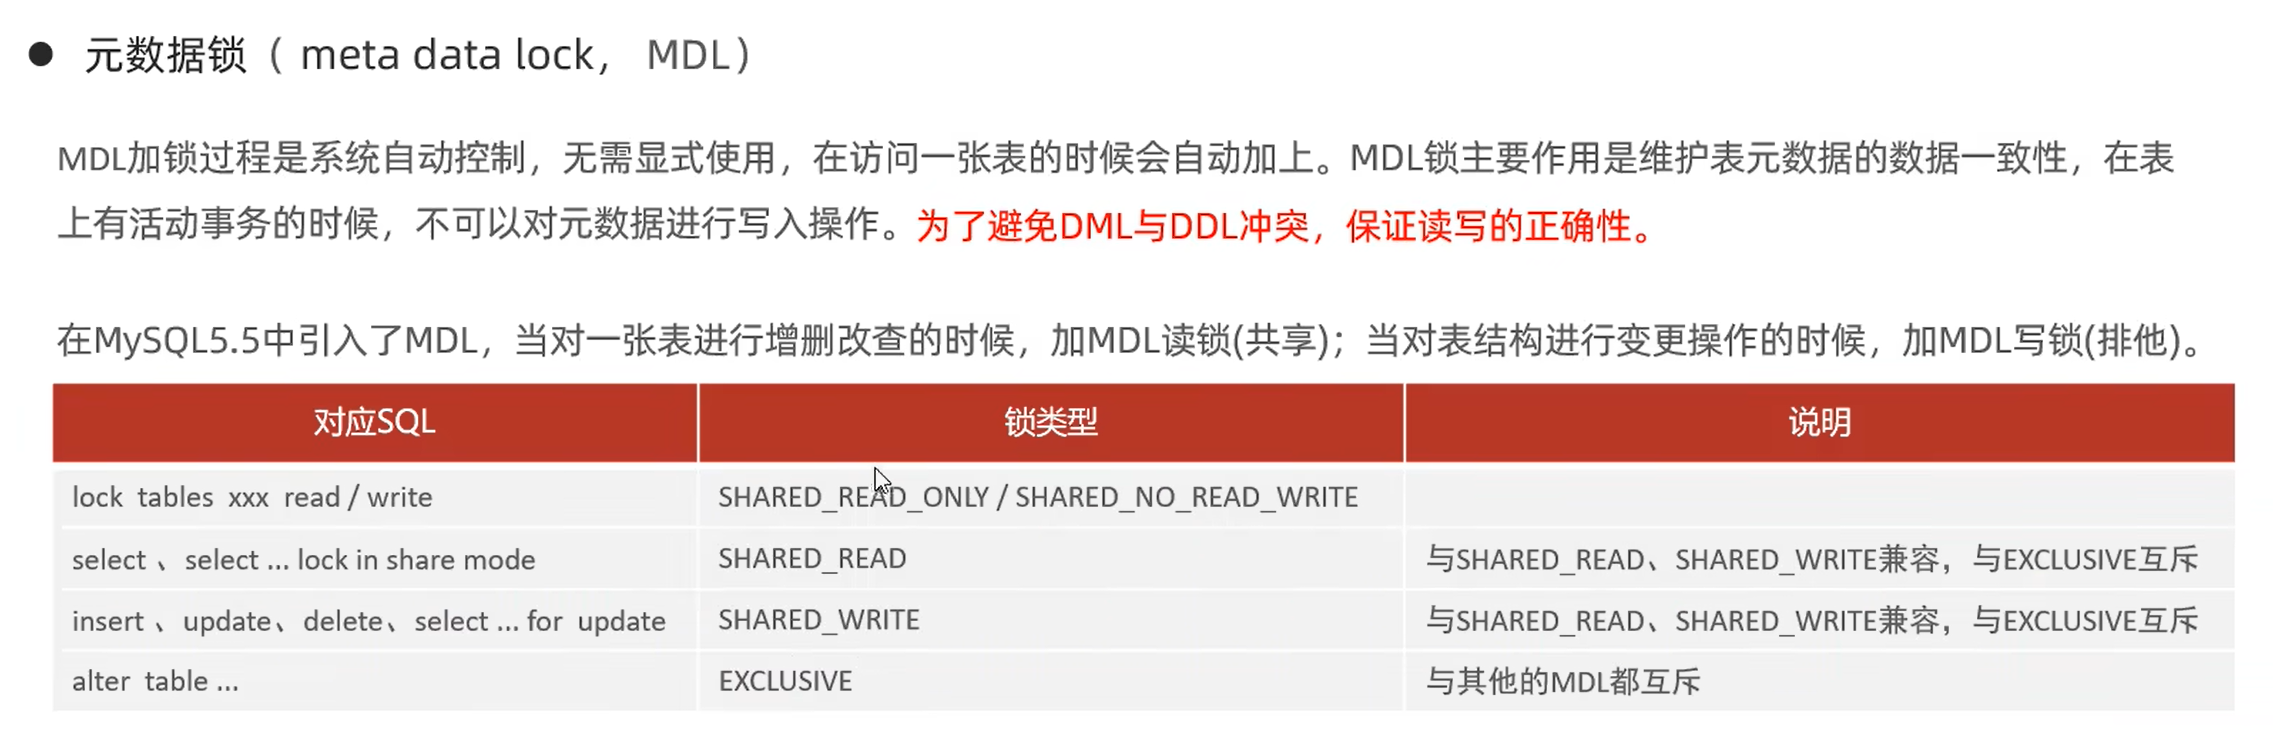 ● 元数据锁（ meta data lock， MDL）
MDL加锁过程是系统自动控制，无需显式使用，在访问一张表的时候会自动加上。MDL锁主要作用是维护表元数据的数据一致性，在表
上有活动事务的时候，不可以对元数据进行写入操作。为了避免DML与DDL冲突，保证读写的正确性。
在MySQL5.5中引入了MDL，当对一张表进行增删改查的时候，加MDL读锁(共享)；当对表结构进行变更操作的时候，加MDL写锁(排他)。
对应SQL 锁类型 说明
lock tables xxx read / write SHARED_READ_ONLY / SHARED_NO_READ_WRITE
select 、select ... lock in share mode SHARED_READ 与SHARED_READ、SHARED_WRITE兼容，与EXCLUSIVE互斥
insert 、update、delete、select ... for update SHARED_WRITE 与SHARED_READ、SHARED_WRITE兼容，与EXCLUSIVE互斥
alter table ... EXCLUSIVE 与其他的MDL都互斥